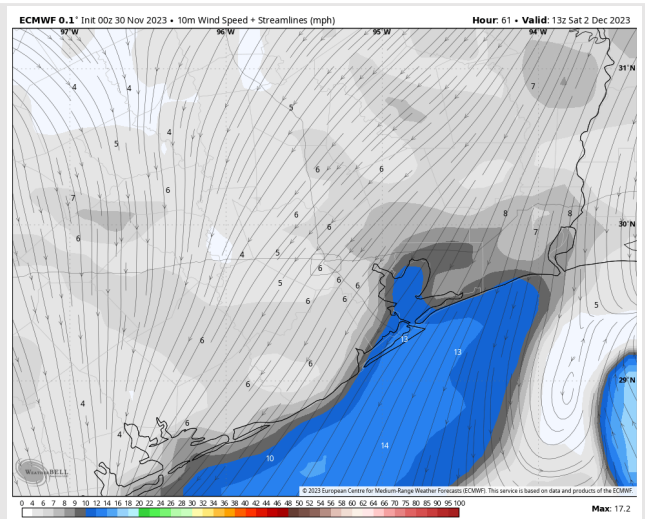 ECMWF 0.1° Init 00z 30 Nov 2023 • 10m Wind Speed + Streamlines (mph)
Hour: 61 • Valid: 13z Sat 2 Dec 2023
97°W 96°W 95°W 94°W
31°N
7
4 4
5
4
5
6 6
6
7
6 8 8
30°N
6
7
6
4 5
6
6 6
5
6 6
5
13
6
13
6
29°N
6
4
6
4
14
10
WEATHERBELL
© 2023 European Centre for Medium-Range Weather Forecasts (ECMWF). This service is based on data and products of the ECMWF.
0 4 6 7 8 9 10 12 14 16 18 20 22 24 26 28 30 32 34 36 38 40 42 44 46 48 50 52 54 56 58 60 65 70 75 80 85 90 95 100
Max: 17.2